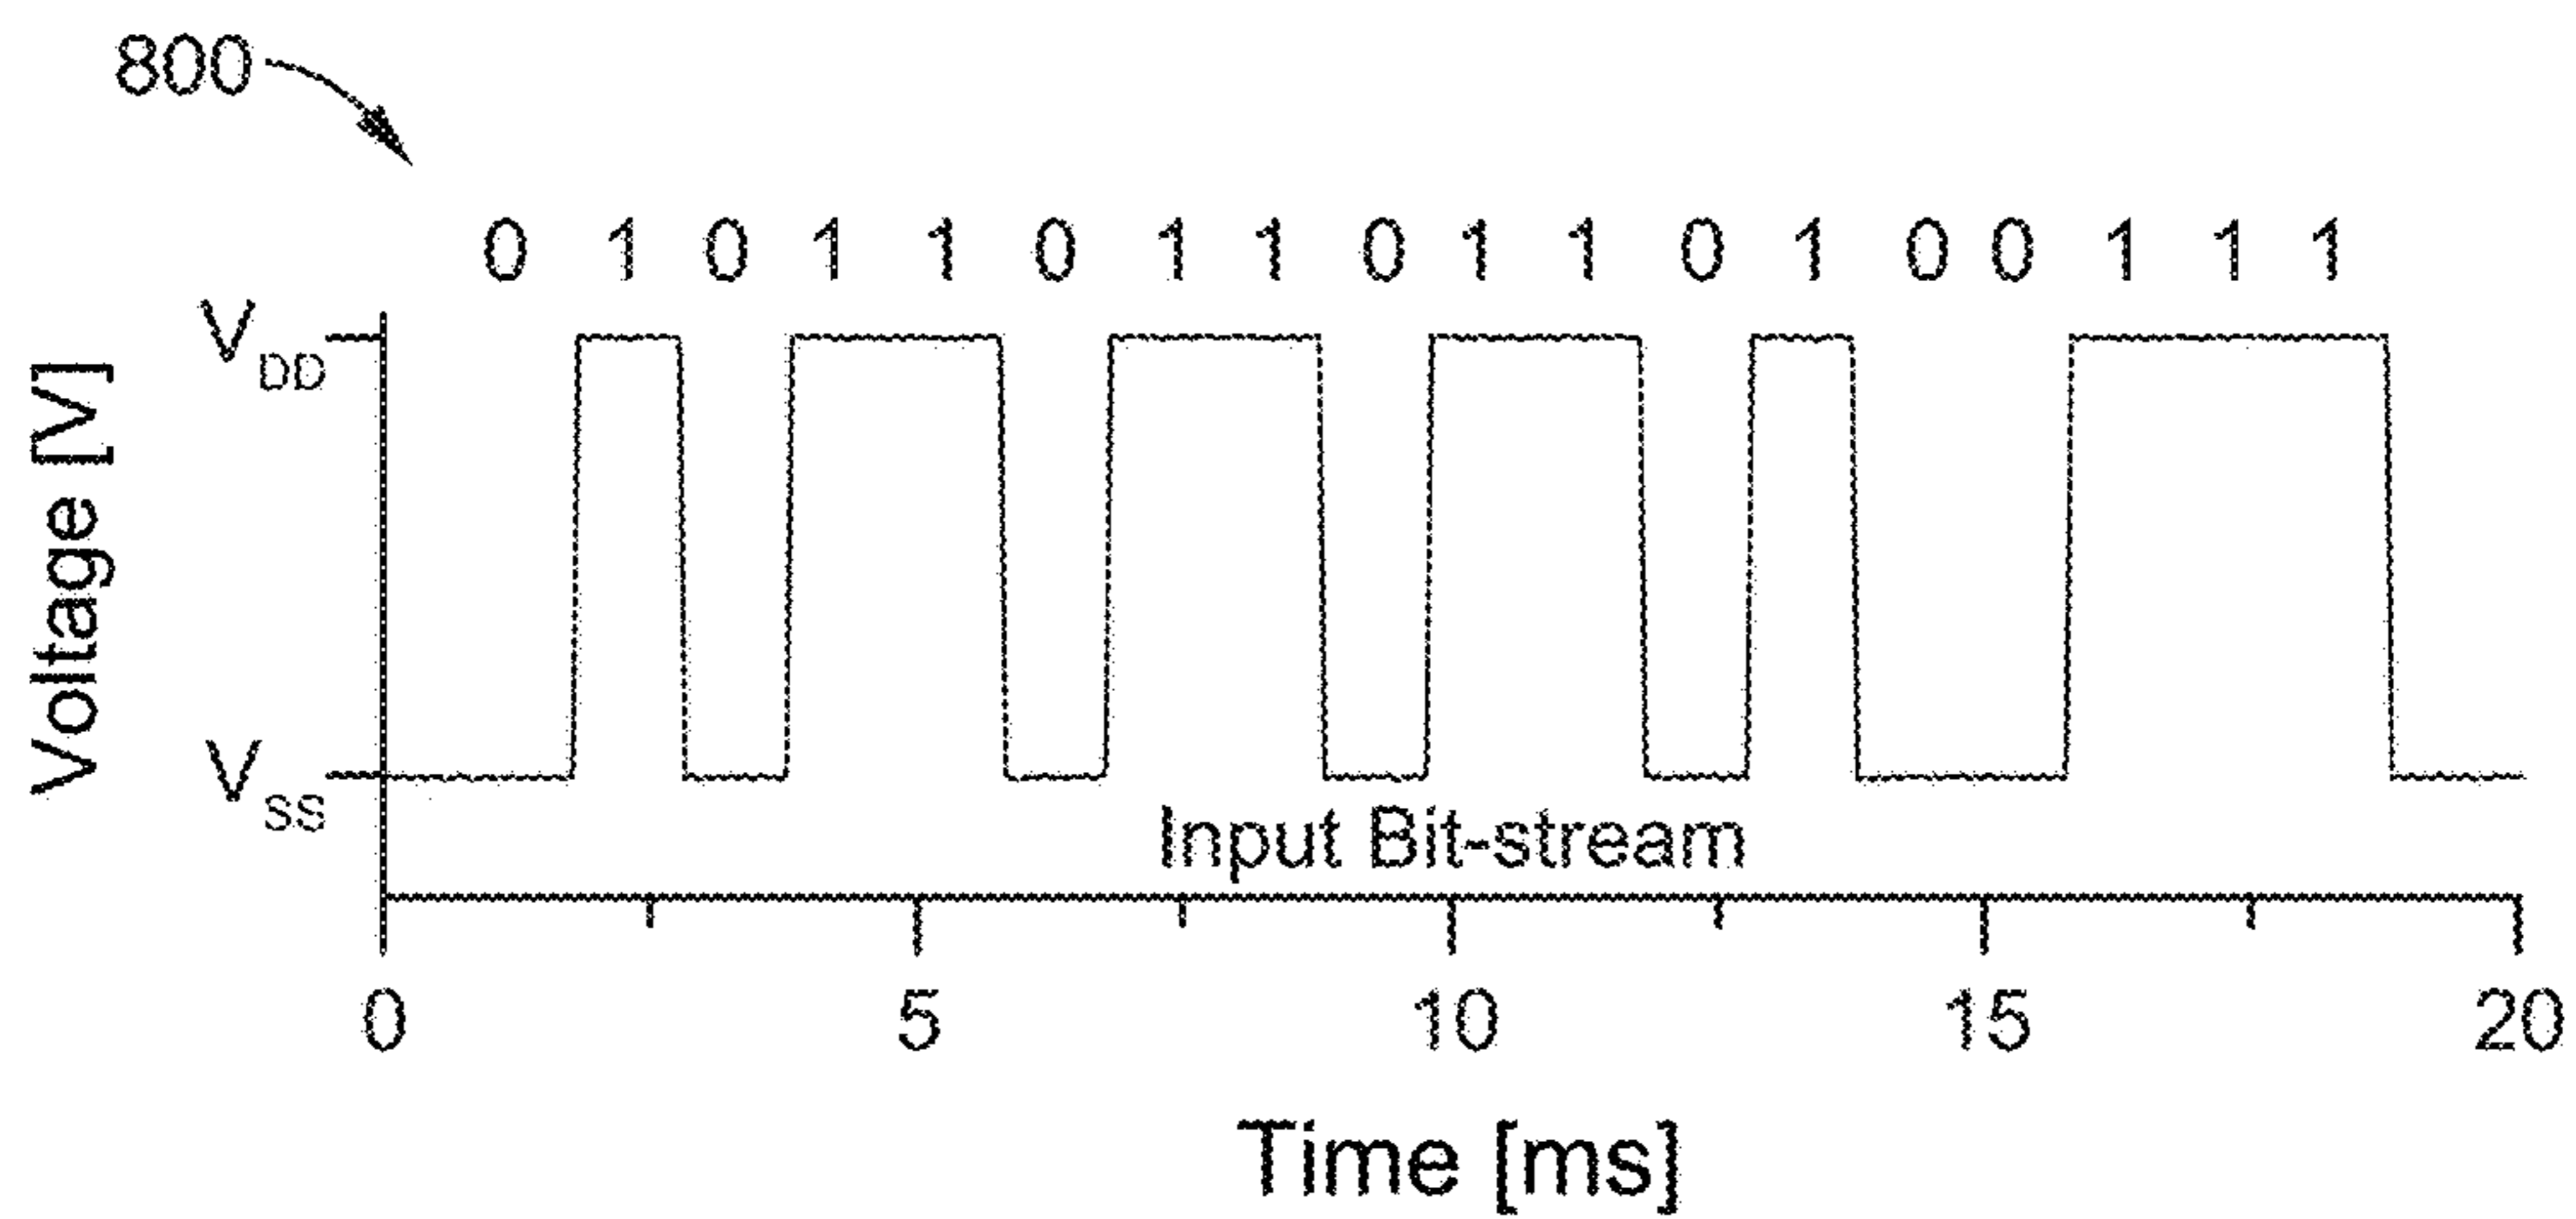 800
0 1 0 1 1 0 1 1 0 1 1 0 1 0 0 1 1 1
VDD
Voltage [V]
VSS
Input Bit-stream
0 5 10 15 20
Time [ms]